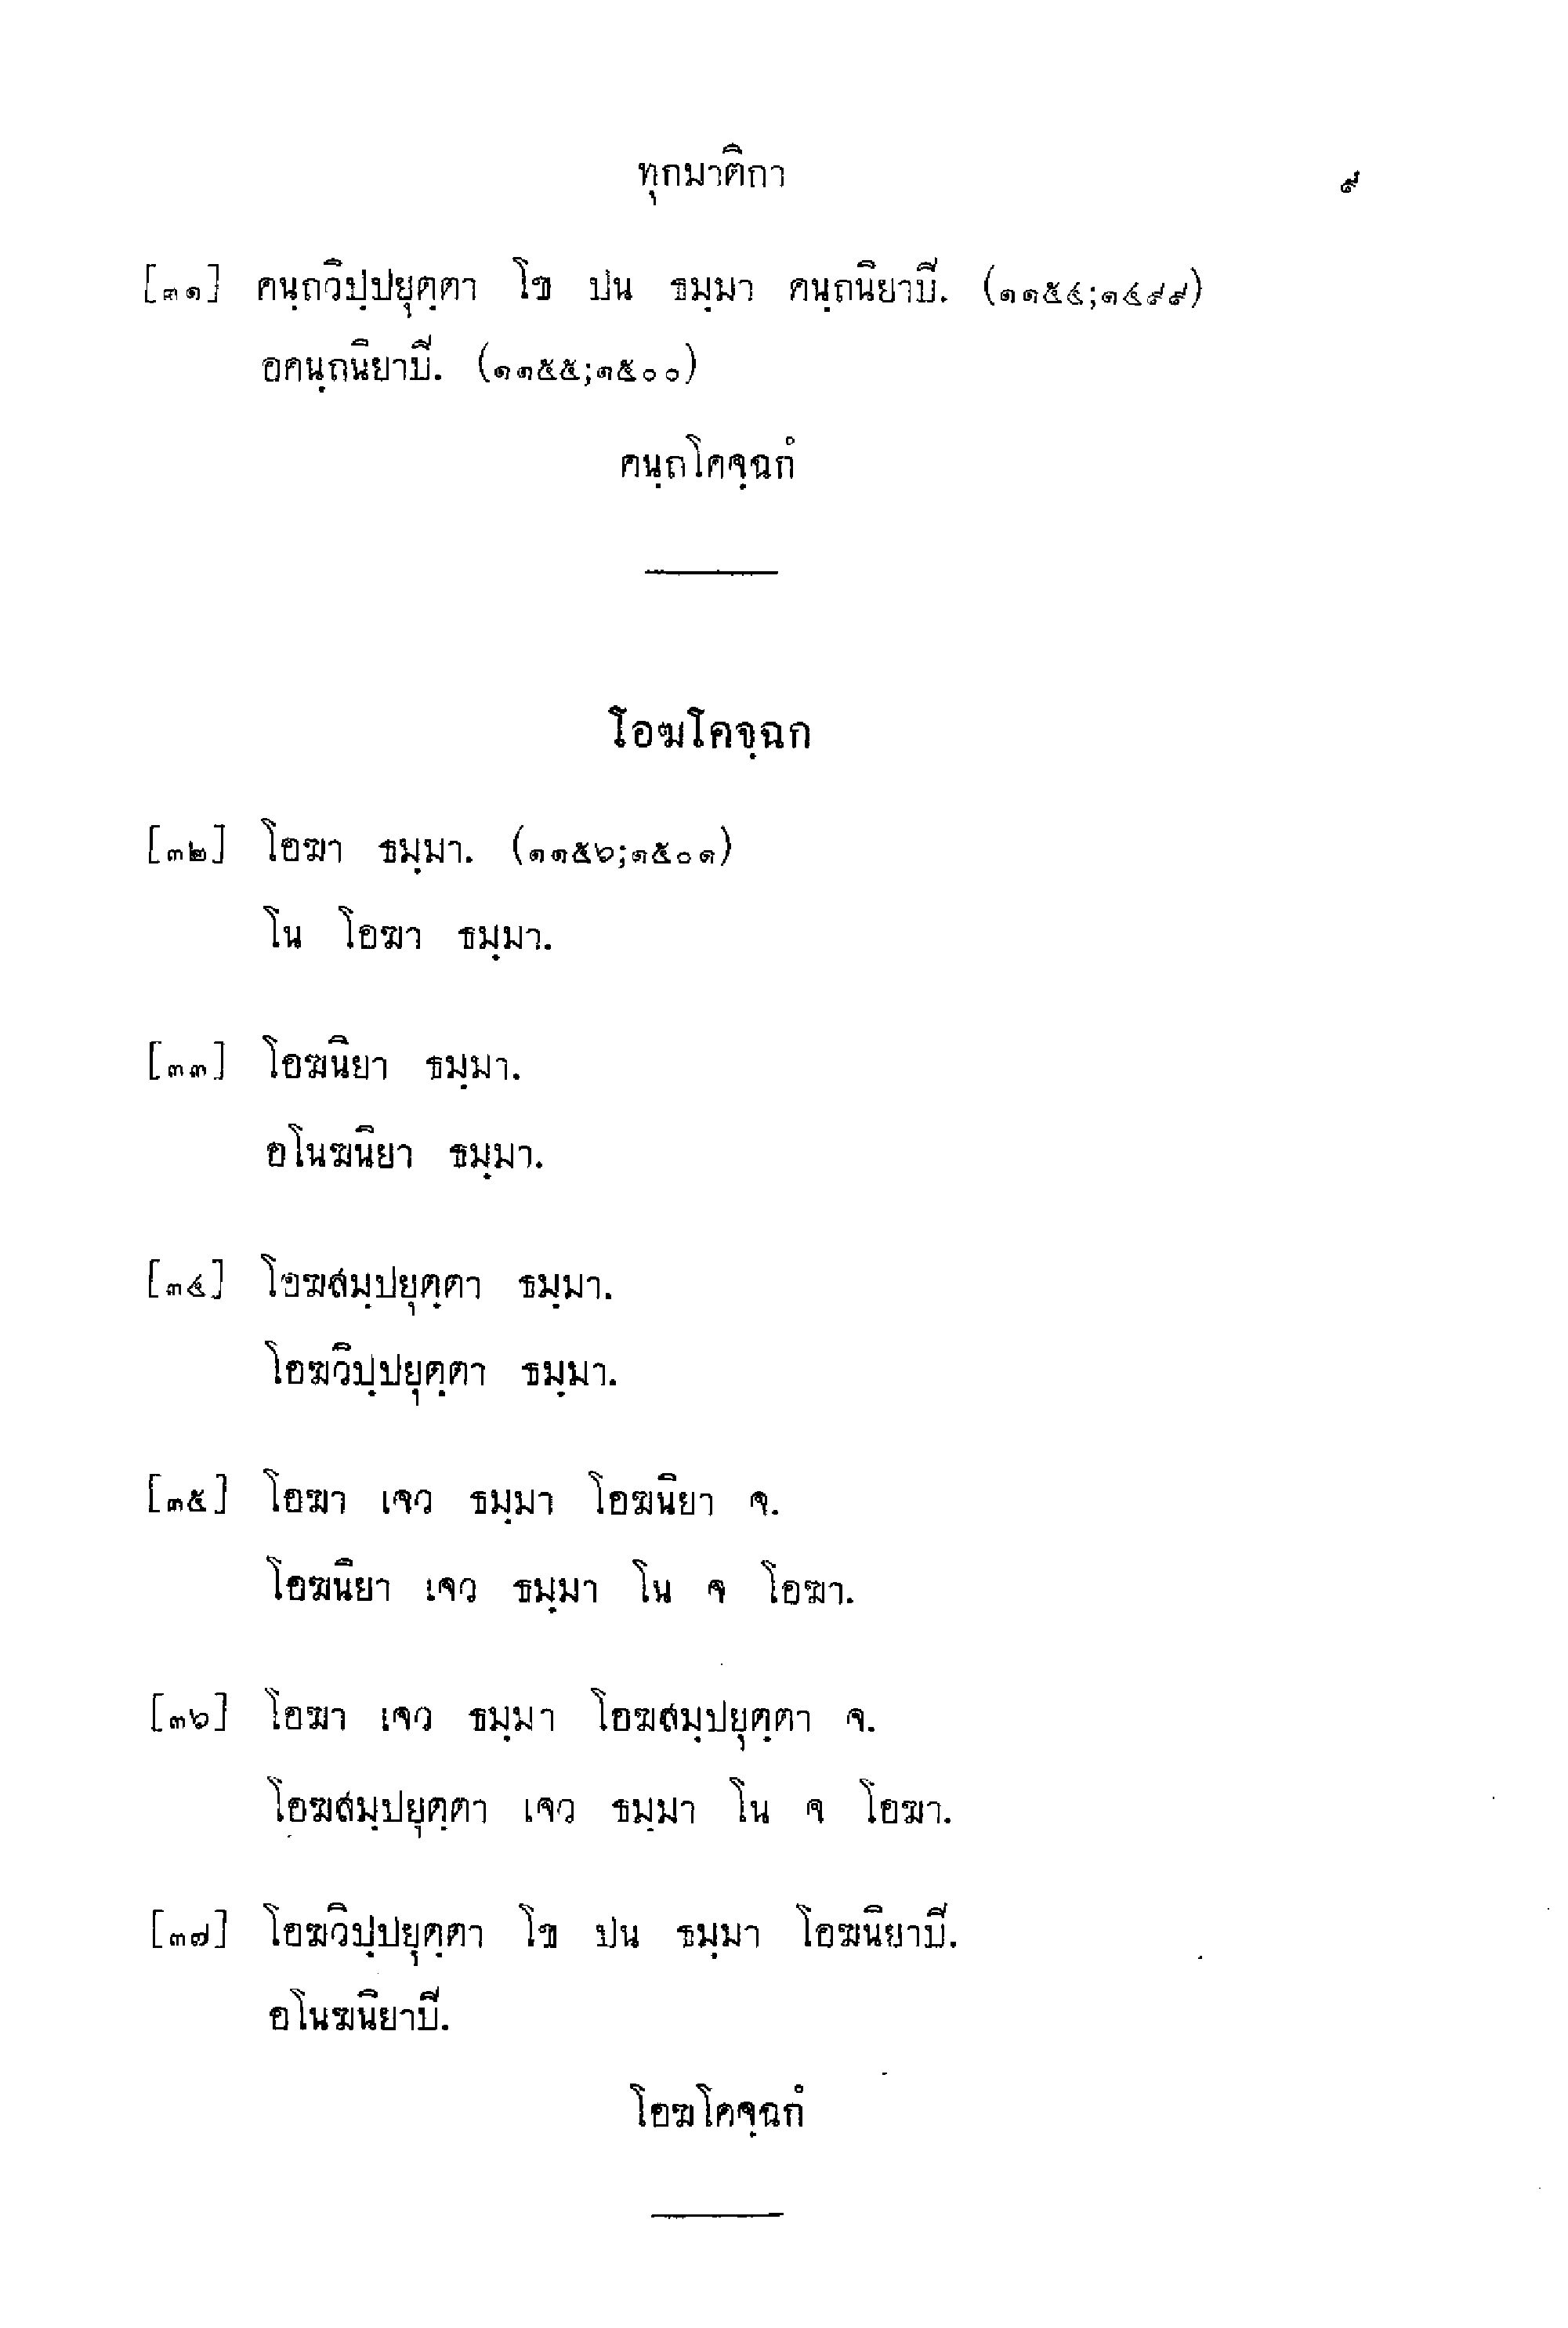 ทุกมาติกา ๙
[๓๑] คนฺถวิปฺปยุตฺตา โข ปน ธมฺมา คนฺถนิยาปิ. (๑๑๕๔;๑๔๙๙)
อคนฺถนิยาปิ. (๑๑๕๕;๑๕๐๐)
คนฺถโคจฺฉกํ
โอฆโคจฺฉก
[๓๒] โอฆา ธมฺมา. (๑๑๕๖;๑๕๐๑)
โน โอฆา ธมฺมา.
[๓๓] โอฆนิยา ธมฺมา.
อโนฆนิยา ธมฺมา.
[๓๔] โอฆสมฺปยุตฺตา ธมฺมา.
โอฆวิปฺปยุตฺตา ธมฺมา.
[๓๕] โอฆา เจว ธมฺมา โอฆนิยา จ.
โอฆนิยา เจว ธมฺมา โน จ โอฆา.
[๓๖] โอฆา เจว ธมฺมา โอฆสมฺปยุตฺตา จ.
โอฆสมฺปยุตฺตา เจว ธมฺมา โน จ โอฆา.
[๓๗] โอฆวิปฺปยุตฺตา โข ปน ธมฺมา โอฆนิยาปิ.
อโนฆนิยาปิ.
โอฆโคจฺฉกํ